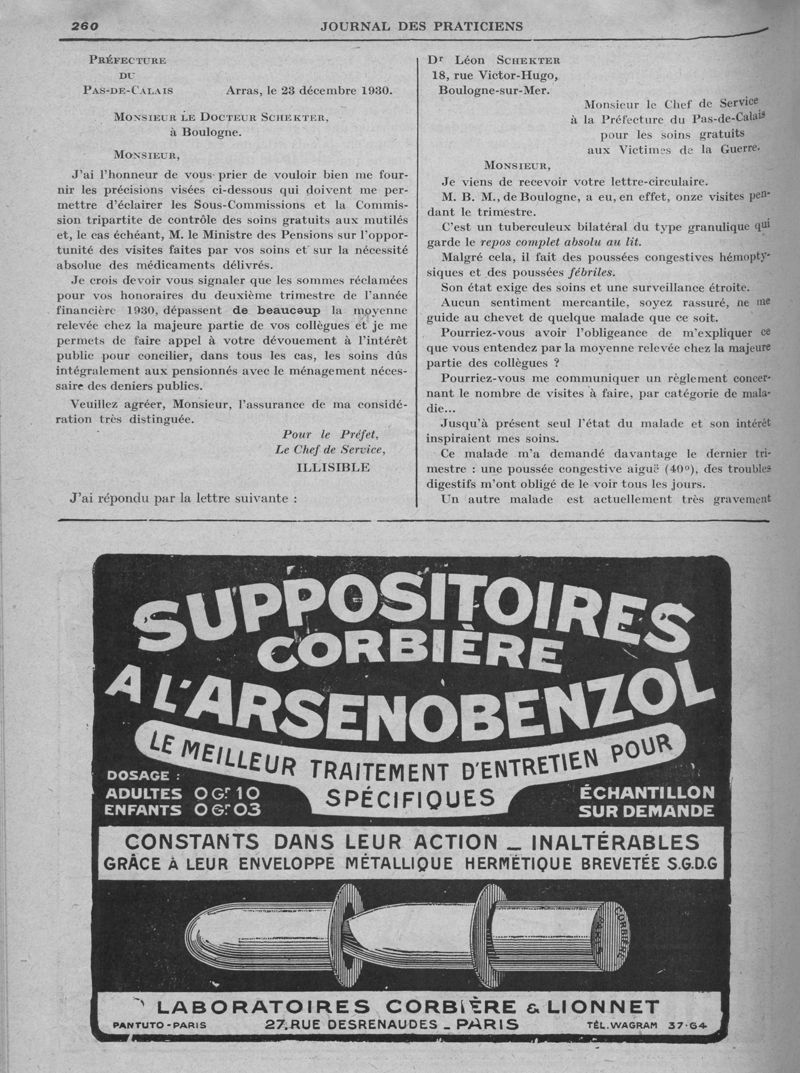 260
JOURNAL DES PRATICIENS
PRÉFECTURE
DU
PAS-DE-CALAIS Arras, le 23 décembre 1930.
MONSIEUR LE DOCTEUR SCHEKTER,
à Boulogne.
MONSIEUR,
J'ai l'honneur de vous prier de vouloir bien me four-
nir les précisions visées ci-dessous qui doivent me per-
mettre d'éclairer les Sous-Commissions et la Commis-
sion tripartite de contrôle des soins gratuits aux mutilés
et, le cas échéant, M. le Ministre des Pensions sur l'oppor-
tunité des visites faites par vos soins et sur la nécessité
absolue des médicaments délivrés.
Je crois devoir vous signaler que les sommes réclamées
pour vos honoraires du deuxième trimestre de l'année
financière 1930, dépassent de beaucoup la moyenne
relevée chez la majeure partie de vos collègues et je me
permets de faire appel à votre dévouement à l'intérêt
public pour concilier, dans tous les cas, les soins dûs
intégralement aux pensionnés avec le ménagement néces-
saire des deniers publics.
Veuillez agréer, Monsieur, l'assurance de ma considé-
ration très distinguée.
Pour le Préfet,
Le Chef de Service,
ILLISIBLE
J'ai répondu par la lettre suivante :
Dr Léon SCHEKTER
18, rue Victor-Hugo,
Boulogne-sur-Mer.
Monsieur le Chef de Service
à la Préfecture du Pas-de-Calais
pour les soins gratuits
aux Victimes de la Guerre.
MONSIEUR,
Je viens de recevoir votre lettre-circulaire.
M. B. M., de Boulogne, a eu, en effet, onze visites pen-
dant le trimestre.
C'est un tuberculeux bilatéral du type granulique qui
garde le repos complet absolu au lit.
Malgré cela, il fait des poussées congestives hémopty-
siques et des poussées fébriles.
Son état exige des soins et une surveillance étroite.
Aucun sentiment mercantile, soyez rassuré, ne me
guide au chevet de quelque malade que ce soit.
Pourriez-vous avoir l'obligeance de m'expliquer ce
que vous entendez par la moyenne relevée chez la majeure
partie des collègues ?
Pourriez-vous me communiquer un règlement concer-
nant le nombre de visites à faire, par catégorie de mala-
die...
Jusqu'à présent seul l'état du malade et son intérêt
inspiraient mes soins.
Ce malade m'a demandé davantage le dernier tri-
mestre : une poussée congestive aiguë (40°), des troubles
digestifs m'ont obligé de le voir tous les jours.
Un autre malade est actuellement très gravement
SUPPOSITOIRES
CORBIÈRE
A L'ARSENOBENZOL
LE MEILLEUR TRAITEMENT D'ENTRETIEN POUR
SPÉCIFIQUES
DOSAGE :
ADULTES 0 Gr 10
ENFANTS 0 Gr 03
ÉCHANTILLON
SUR DEMANDE
CONSTANTS DANS LEUR ACTION _ INALTÉRABLES
GRÂCE À LEUR ENVELOPPE MÉTALLIQUE HERMÉTIQUE BREVETÉE S.G.D.G
CORBIÈRE
PARIS
LABORATOIRES CORBIÈRE & LIONNET
PANTUTO - PARIS 27. RUE DESRENAUDES _ PARIS TÉL. WAGRAM 37-64